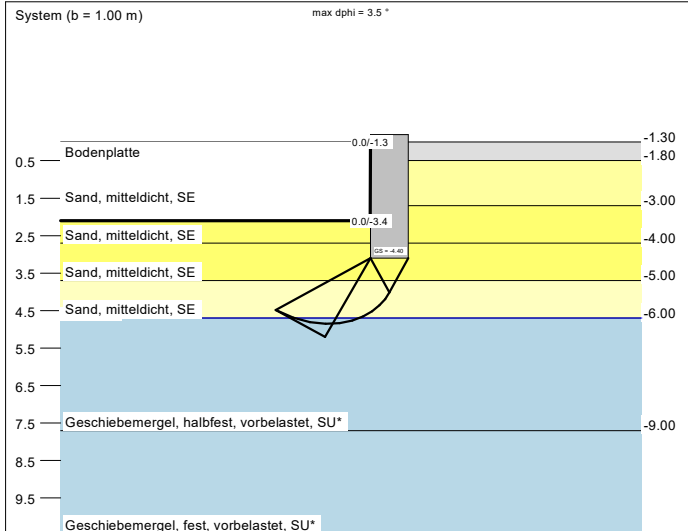 System (b = 1.00 m)
max dphi = 3.5 °
0.0/-1.3
-1.30
Bodenplatte
-1.80
0.5
1.5
Sand, mitteldicht, SE
-3.00
0.0/-3.4
2.5
Sand, mitteldicht, SE
-4.00
GS = -4.40
3.5
Sand, mitteldicht, SE
-5.00
4.5
Sand, mitteldicht, SE
-6.00
5.5
6.5
7.5
Geschiebemergel, halbfest, vorbelastet, SU*
-9.00
8.5
9.5
Geschiebemergel, fest, vorbelastet, SU*